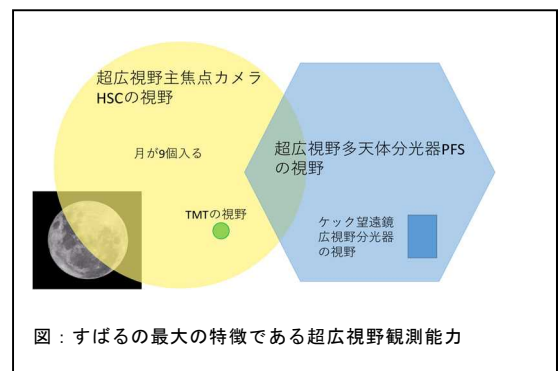 超広視野主焦点カメラ
HSCの視野
月が9個入る
TMTの視野
超広視野多天体分光器PFS
の視野
ケック望遠鏡
広視野分光器
の視野
図：すばるの最大の特徴である超広視野観測能力